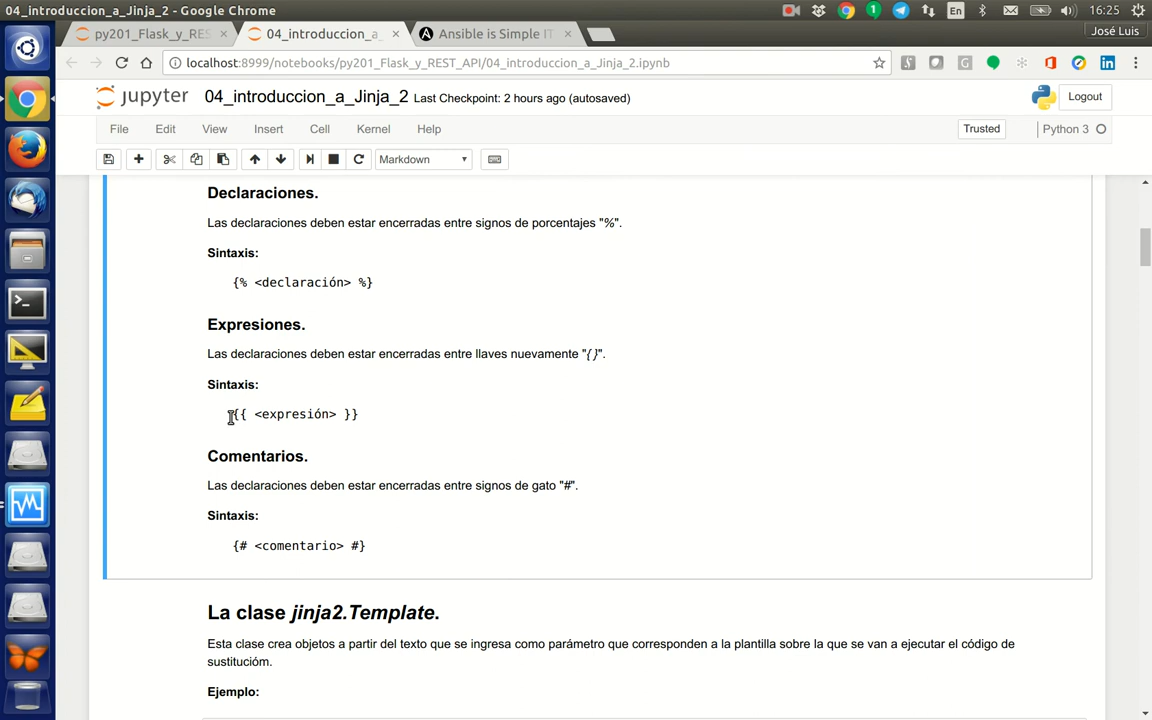 04_introduccion_a_Jinja_2 - Google Chrome
En
16:25
py201_Flask_y_RES
04_introduccion_a_
Ansible is Simple IT
José Luis
localhost:8999/notebooks/py201_Flask_y_REST_API/04_introduccion_a_Jinja_2.ipynb
jupyter
04_introduccion_a_Jinja_2
Last Checkpoint: 2 hours ago (autosaved)
Logout
File
Edit
View
Insert
Cell
Kernel
Help
Trusted
Python 3
Markdown
Declaraciones.
Las declaraciones deben estar encerradas entre signos de porcentajes "%".
Sintaxis:
{% <declaración> %}
Expresiones.
Las declaraciones deben estar encerradas entre llaves nuevamente "{}".
Sintaxis:
{{ <expresión> }}
Comentarios.
Las declaraciones deben estar encerradas entre signos de gato "#".
Sintaxis:
{# <comentario> #}
La clase jinja2.Template.
Esta clase crea objetos a partir del texto que se ingresa como parámetro que corresponden a la plantilla sobre la que se van a ejecutar el código de
sustitucióm.
Ejemplo: